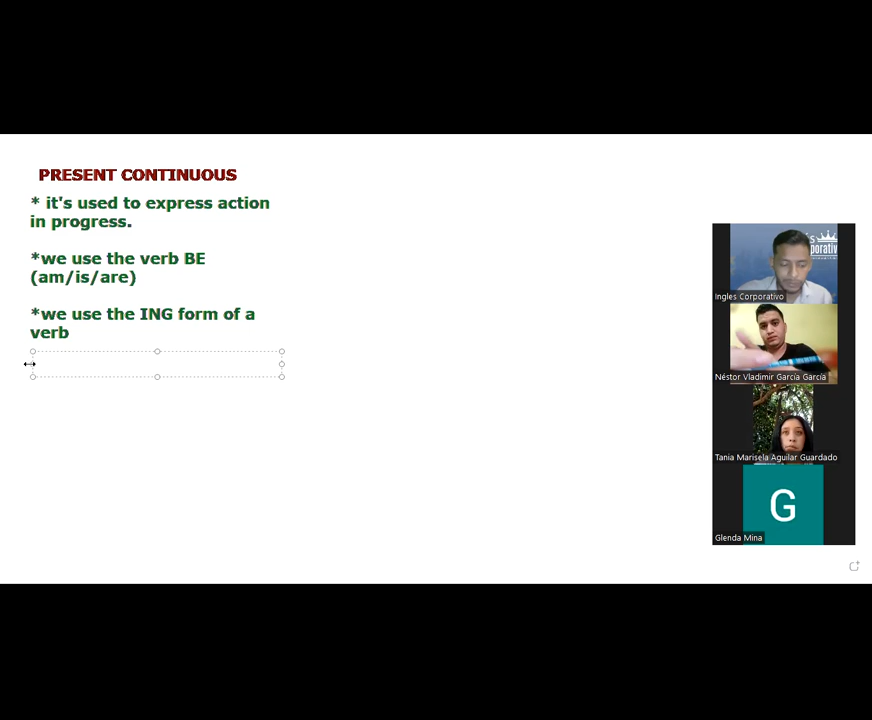 PRESENT CONTINUOUS
* it's used to express action
in progress.
*we use the verb BE
(am/is/are)
*we use the ING form of a
verb
Ingles Corporativo
Néstor Vladimir García García
Tania Marisela Aguilar Guardado
G
Glenda Mina